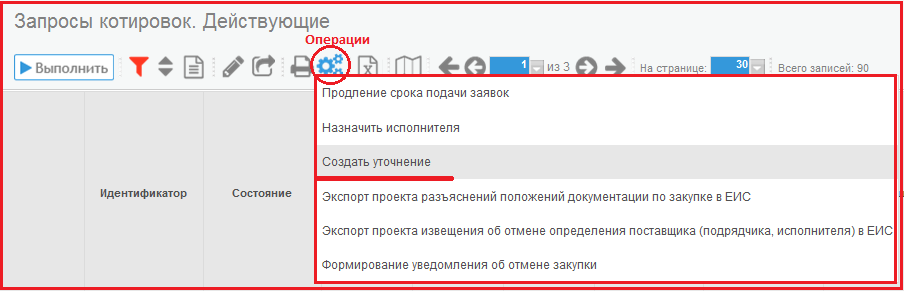 Запросы котировок. Действующие
Операции
Выполнить
1 из 3 На странице: 30 Всего записей: 90
Продление срока подачи заявок
Назначить исполнителя
Создать уточнение
Идентификатор Состояние
Экспорт проекта разъяснений положений документации по закупке в ЕИС
Экспорт проекта извещения об отмене определения поставщика (подрядчика, исполнителя) в ЕИС
Формирование уведомления об отмене закупки